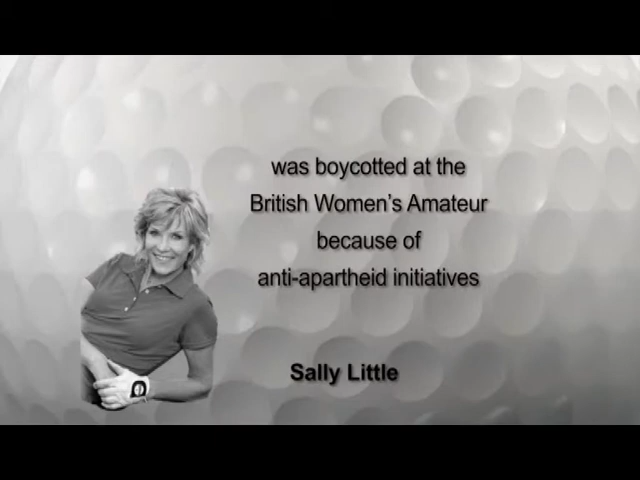 was boycotted at the
British Women's Amateur
because of
anti-apartheid initiatives
Sally Little